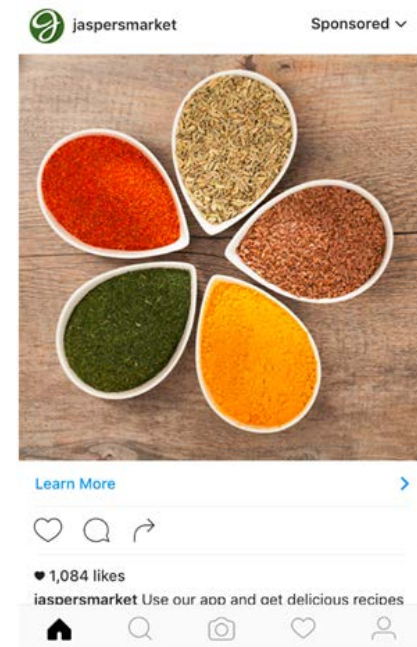 jaspersmarket
Sponsored
Learn More
1,084 likes
jaspersmarket Use our app and get delicious recipes